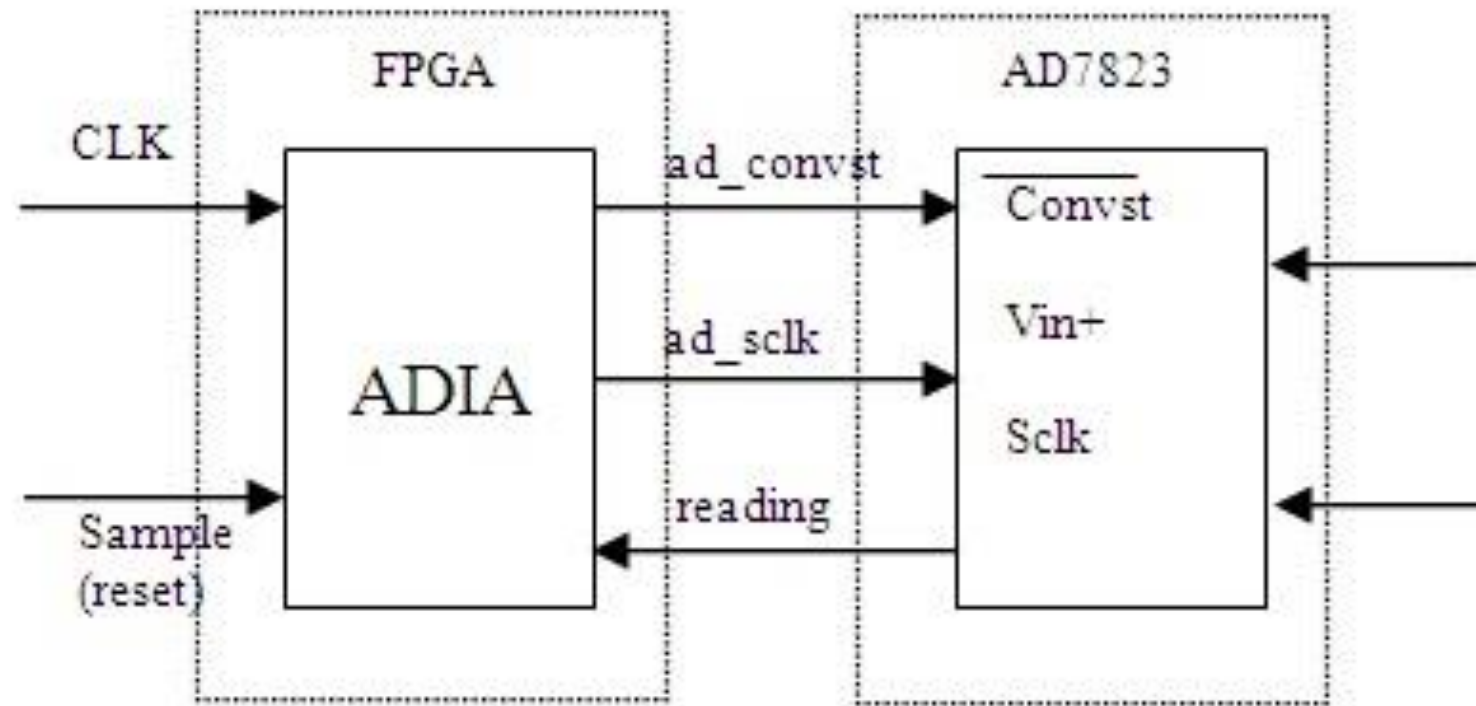 FPGA
AD7823
CLK
ad_convst
Convst
Vin+
ad_sclk
ADIA
Sclk
reading
Sample
(reset)